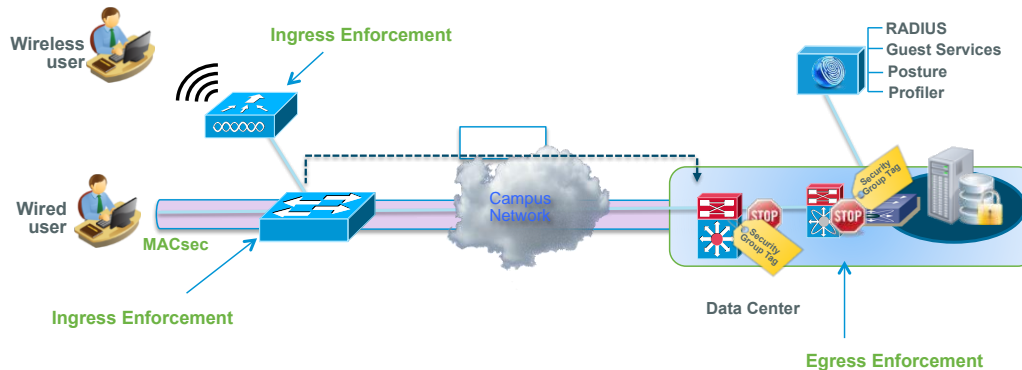 Wireless
user
Ingress Enforcement
RADIUS
Guest Services
Posture
Profiler
Wired
user
MACsec
Campus
Network
STOP
Security
Group Tag
STOP
Security
Group Tag
Ingress Enforcement
Data Center
Egress Enforcement